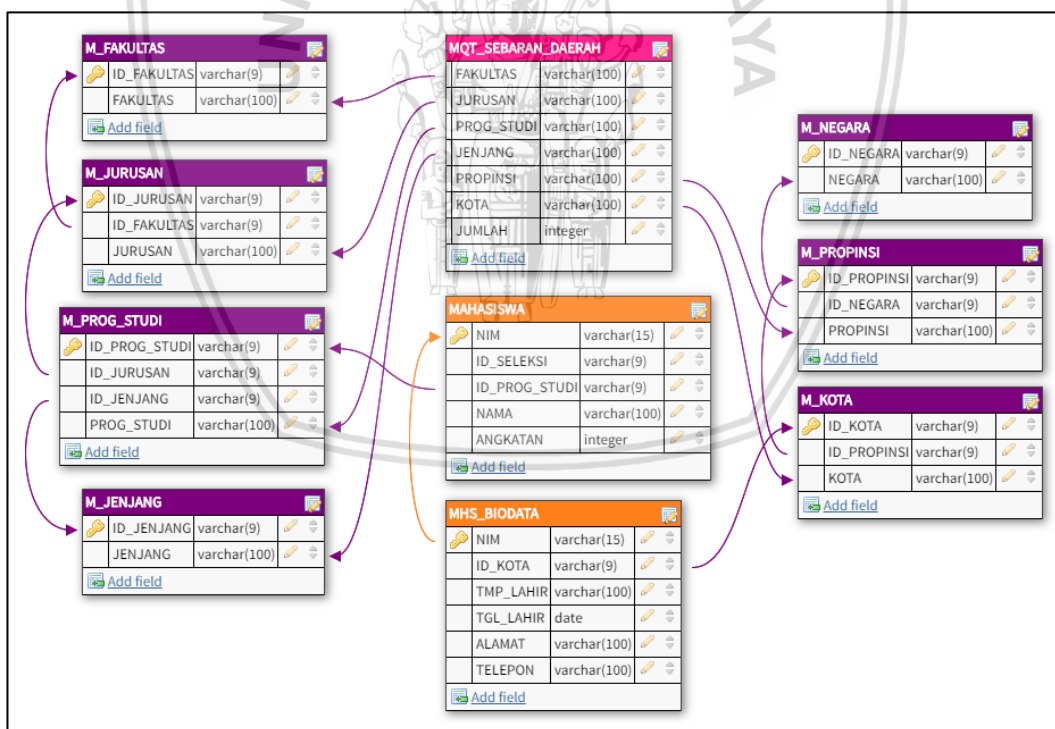 M_FAKULTAS
ID_FAKULTAS varchar(9)
FAKULTAS varchar(100)
Add field
M_JURUSAN
ID_JURUSAN varchar(9)
ID_FAKULTAS varchar(9)
JURUSAN varchar(100)
Add field
M_PROG_STUDI
ID_PROG_STUDI varchar(9)
ID_JURUSAN varchar(9)
ID_JENJANG varchar(9)
PROG_STUDI varchar(100)
Add field
M_JENJANG
ID_JENJANG varchar(9)
JENJANG varchar(100)
Add field
MQT_SEBARAN_DAERAH
FAKULTAS varchar(100)
JURUSAN varchar(100)
PROG_STUDI varchar(100)
JENJANG varchar(100)
PROPINSI varchar(100)
KOTA varchar(100)
JUMLAH integer
Add field
MAHASISWA
NIM varchar(15)
ID_SELEKSI varchar(9)
ID_PROG_STUDI varchar(9)
NAMA varchar(100)
ANGKATAN integer
Add field
MHS_BIODATA
NIM varchar(15)
ID_KOTA varchar(9)
TMP_LAHIR varchar(100)
TGL_LAHIR date
ALAMAT varchar(100)
TELEPON varchar(100)
Add field
M_NEGARA
ID_NEGARA varchar(9)
NEGARA varchar(100)
Add field
M_PROPINSI
ID_PROPINSI varchar(9)
ID_NEGARA varchar(9)
PROPINSI varchar(100)
Add field
M_KOTA
ID_KOTA varchar(9)
ID_PROPINSI varchar(9)
KOTA varchar(100)
Add field